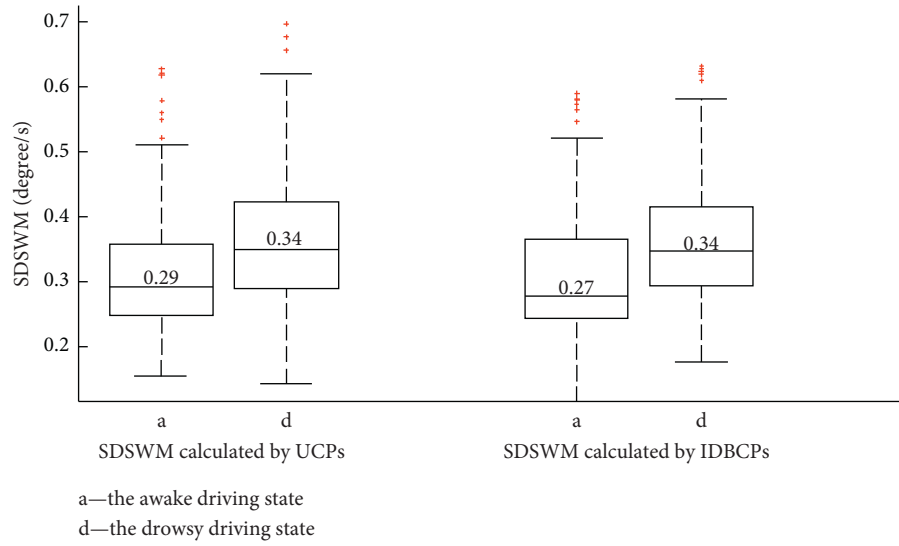 0.7
0.6
0.5
0.4
0.3
0.2
SDSWM (degree/s)
0.29
0.34
0.27
0.34
a
d
a
d
SDSWM calculated by UCPs
SDSWM calculated by IDBCPs
a—the awake driving state
d—the drowsy driving state